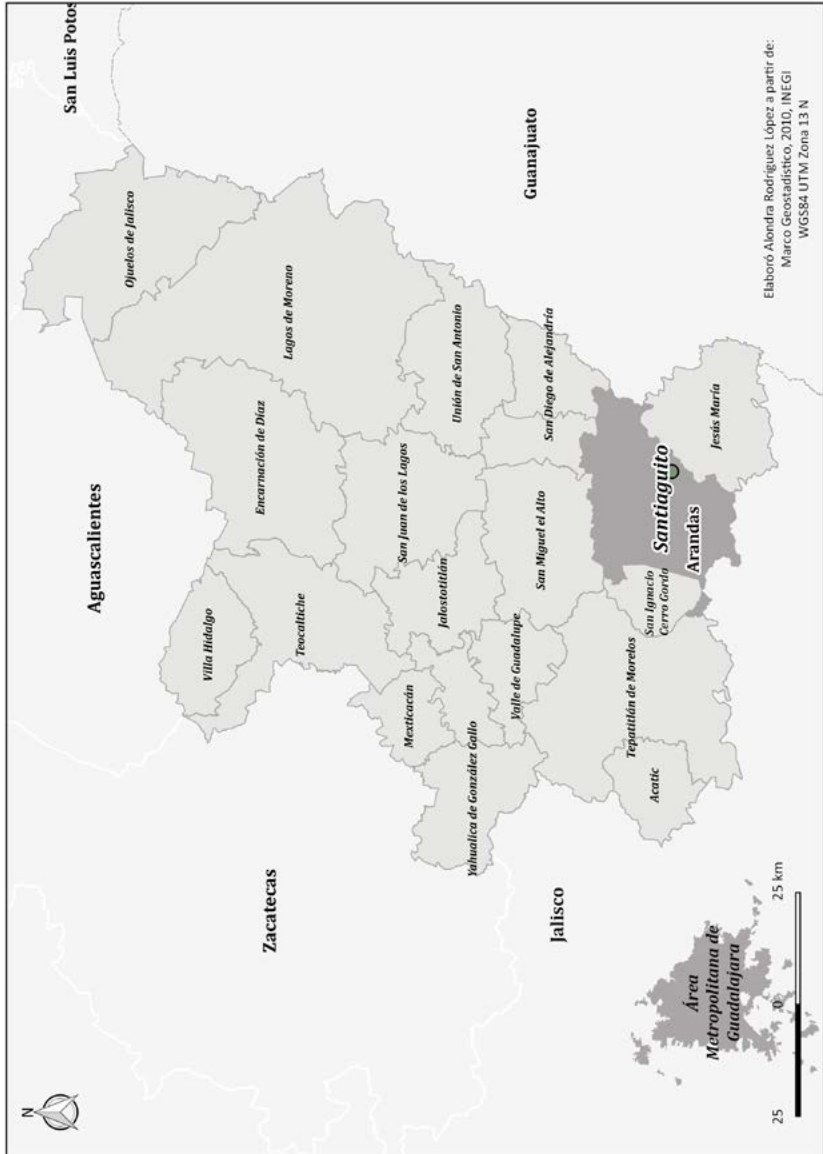 N
San Luis Potos
Aguascalientes
Zacatecas
Jalisco
Guanajuato
Ojuelos de Jalisco
Lagos de Moreno
Encarnación de Díaz
Villa Hidalgo
Teocaltiche
San Juan de los Lagos
Unión de San Antonio
San Diego de Alejandría
Jalostotitlán
San Miguel el Alto
Mexticacán
Yahualica de González Gallo
Valle de Guadalupe
Tepatitlán de Morelos
Acatic
San Ignacio
Cerro Gordo
Santiaguito
Arandas
Jesús María
Área
Metropolitana de
Guadalajara
25 0 25 km
Elaboró Alondra Rodríguez López a partir de:
Marco Geostadístico, 2010, INEGI
WGS84 UTM Zona 13 N